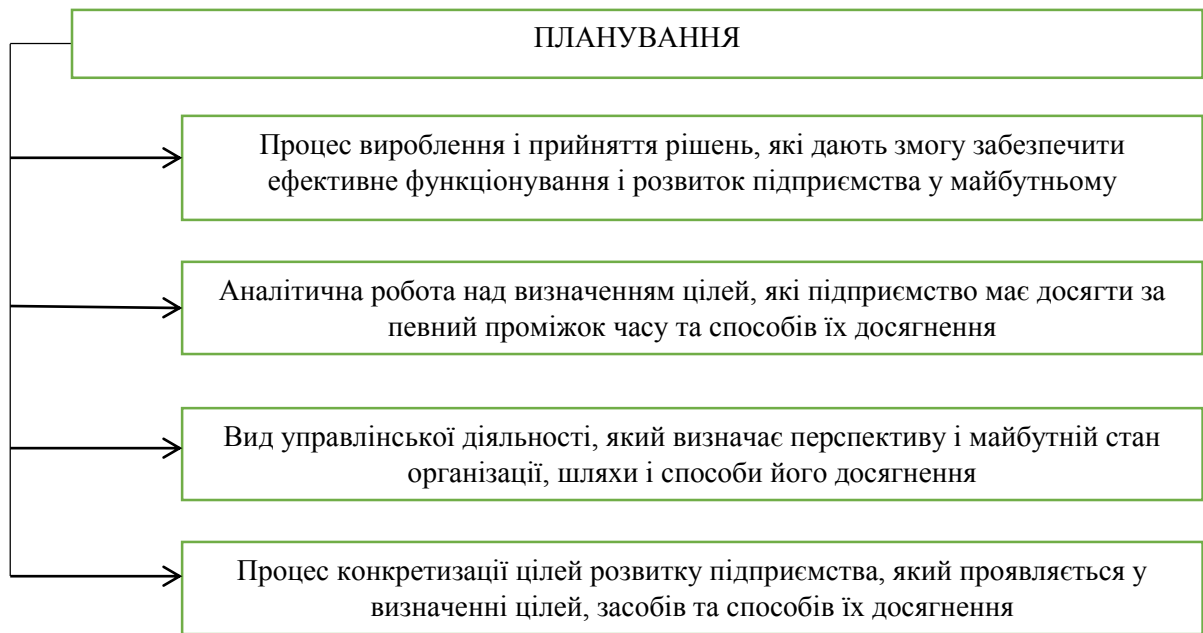 ПЛАНУВАННЯ
Процес вироблення і прийняття рішень, які дають змогу забезпечити
ефективне функціонування і розвиток підприємства у майбутньому
Аналітична робота над визначенням цілей, які підприємство має досягти за
певний проміжок часу та способів їх досягнення
Вид управлінської діяльності, який визначає перспективу і майбутній стан
організації, шляхи і способи його досягнення
Процес конкретизації цілей розвитку підприємства, який проявляється у
визначенні цілей, засобів та способів їх досягнення